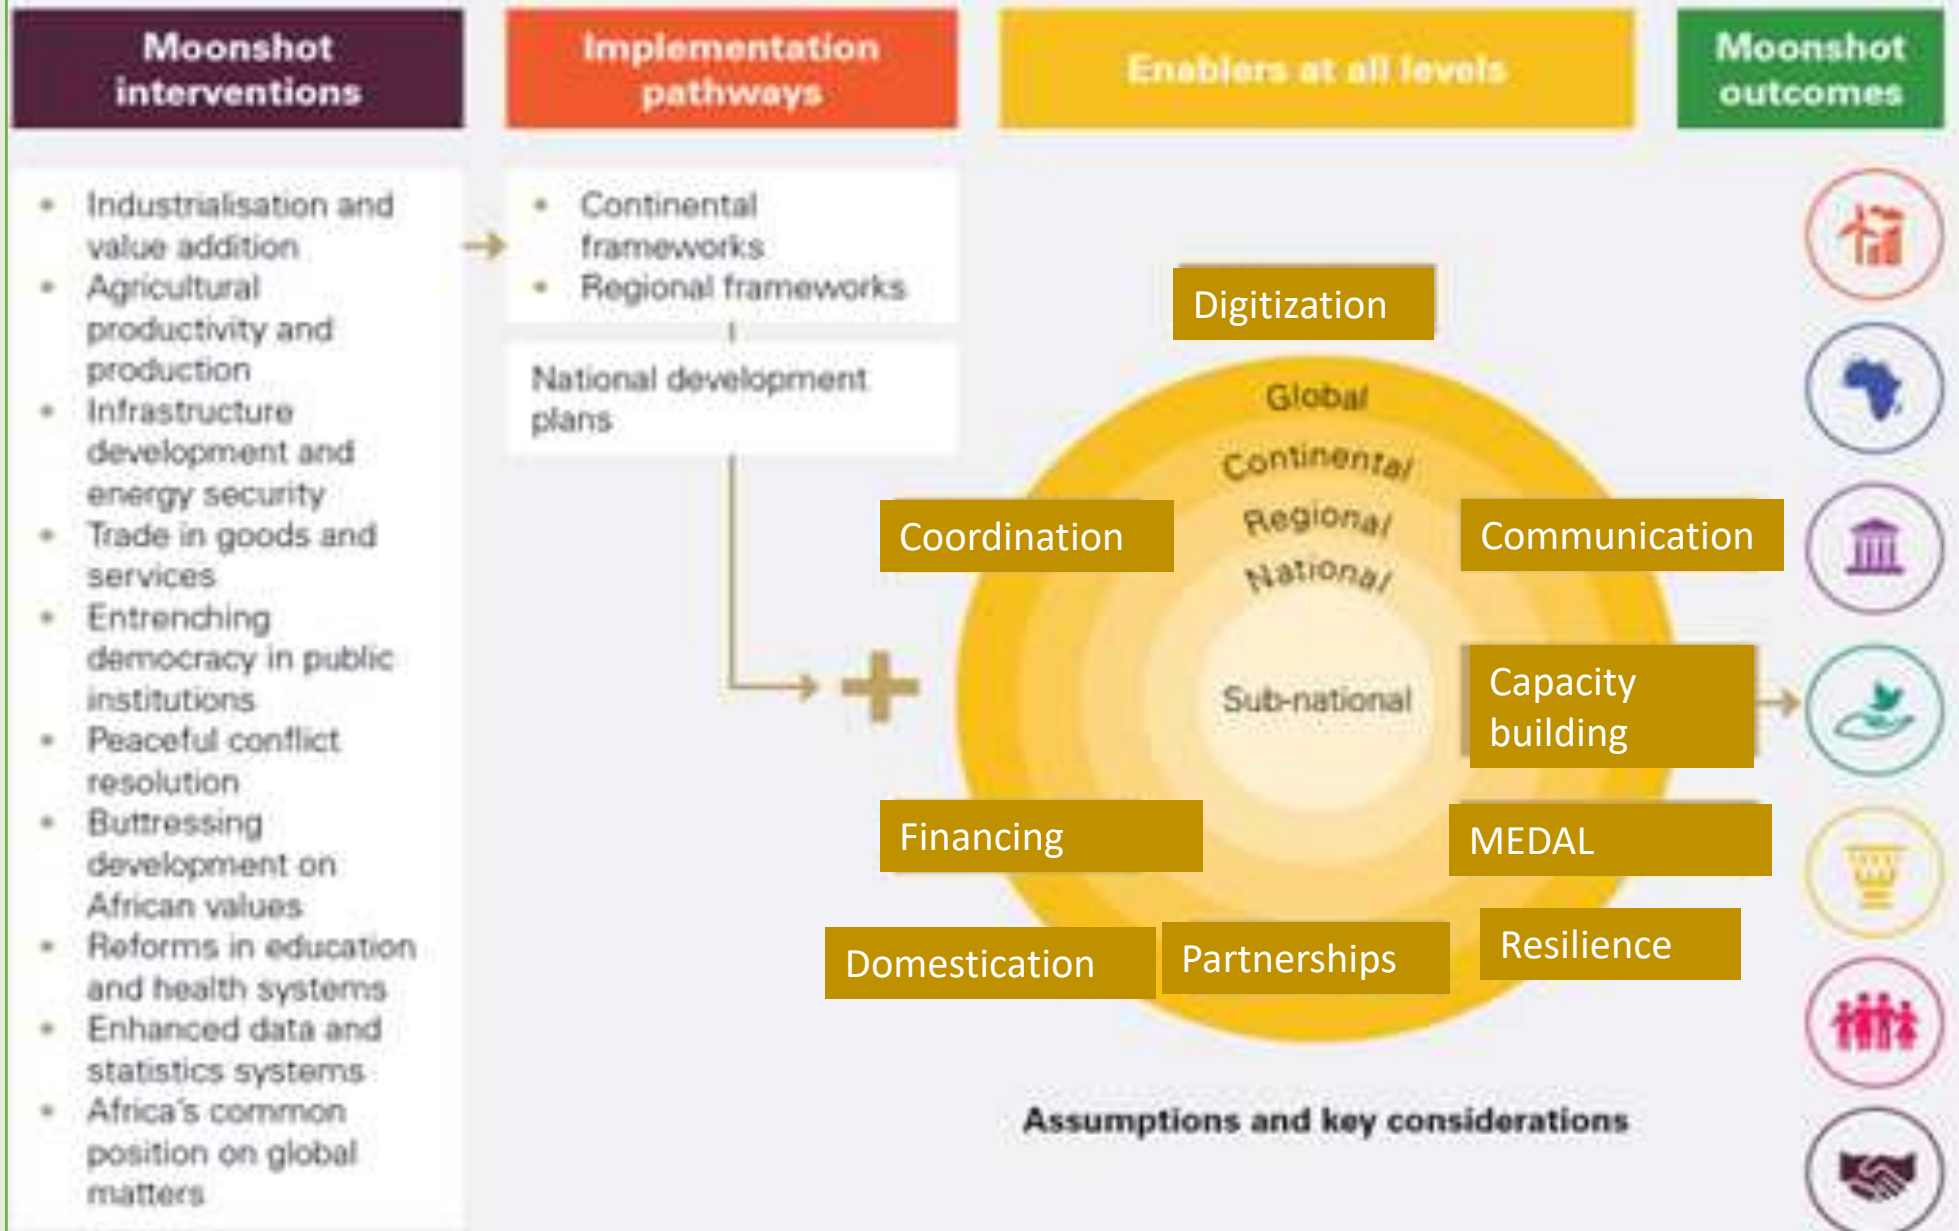 Moonshot
interventions
Implementation
pathways
Enablers at all levels
Moonshot
outcomes
• Industrialisation and
value addition
• Agricultural
productivity and
production
• Infrastructure
development and
energy security
• Trade in goods and
services
• Entrenching
democracy in public
institutions
• Peaceful conflict
resolution
• Buttressing
development on
African values
• Reforms in education
and health systems
• Enhanced data and
statistics systems
• Africa's common
position on global
matters
• Continental
frameworks
• Regional frameworks
National development
plans
Digitization
Global
Continental
Regional
National
Sub-national
Coordination
Communication
Capacity
building
Financing
MEDAL
Domestication
Partnerships
Resilience
Assumptions and key considerations